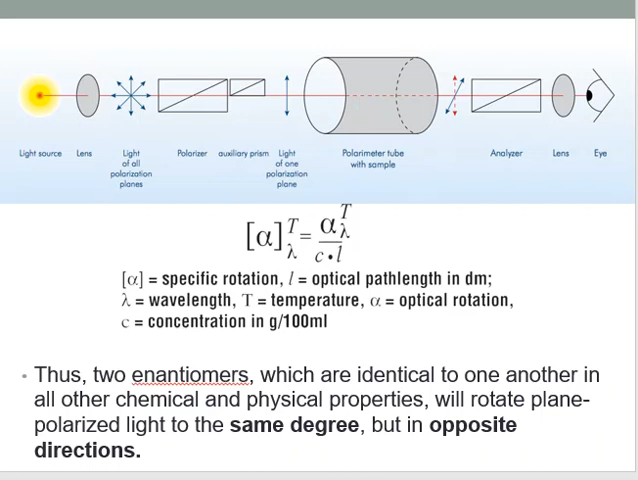 Light source Lens Light of all polarization planes Polarizer auxiliary prism Light of one polarization plane Polarimeter tube with sample Analyzer Lens Eye
[α]Tλ = αTλ / c•l
[α] = specific rotation, l = optical pathlength in dm;
λ = wavelength, T = temperature, α = optical rotation,
c = concentration in g/100ml
• Thus, two enantiomers, which are identical to one another in
all other chemical and physical properties, will rotate plane-
polarized light to the same degree, but in opposite
directions.